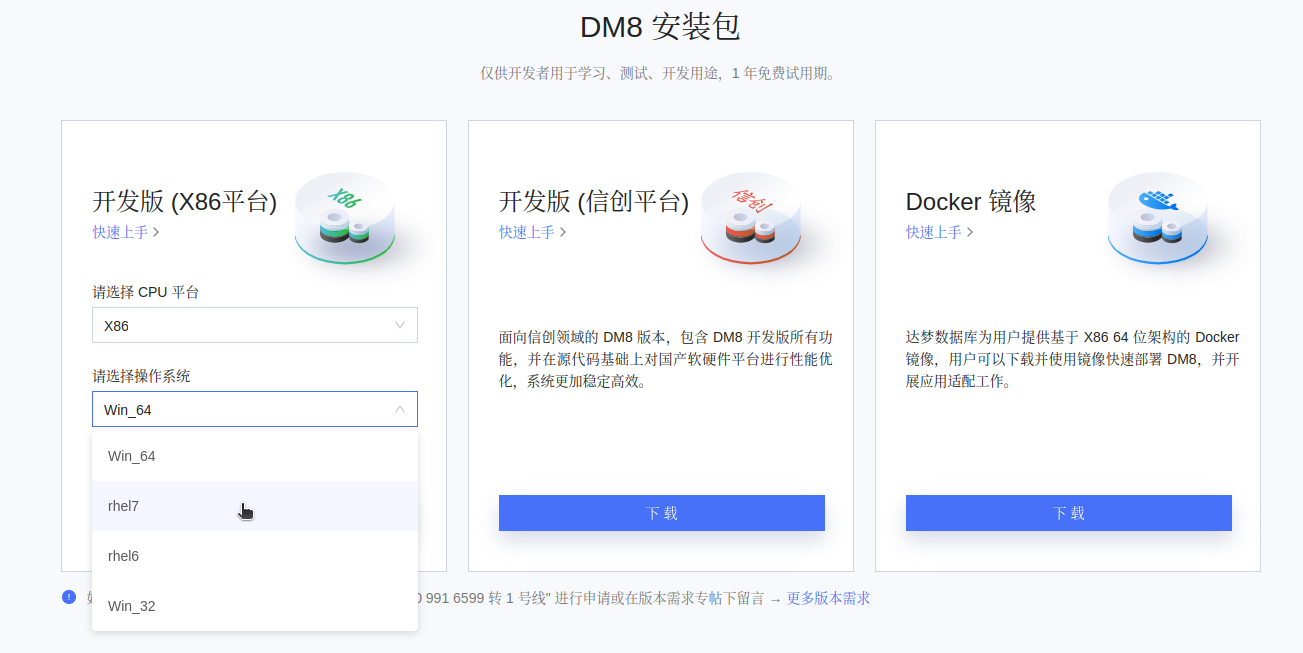 DM8 安装包
仅供开发者用于学习、测试、开发用途，1 年免费试用期。
开发版 (X86平台)
快速上手
X86
请选择 CPU 平台
X86
请选择操作系统
Win_64
Win_64
rhel7
rhel6
Win_32
开发版 (信创平台)
快速上手
信创
面向信创领域的 DM8 版本，包含 DM8 开发版所有功
能，并在源代码基础上对国产软硬件平台进行性能优
化，系统更加稳定高效。
下 载
Docker 镜像
快速上手
达梦数据库为用户提供基于 X86 64 位架构的 Docker
镜像，用户可以下载并使用镜像快速部署 DM8，并开
展应用适配工作。
下 载
991 6599 转 1 号线" 进行申请或在版本需求专帖下留言 → 更多版本需求